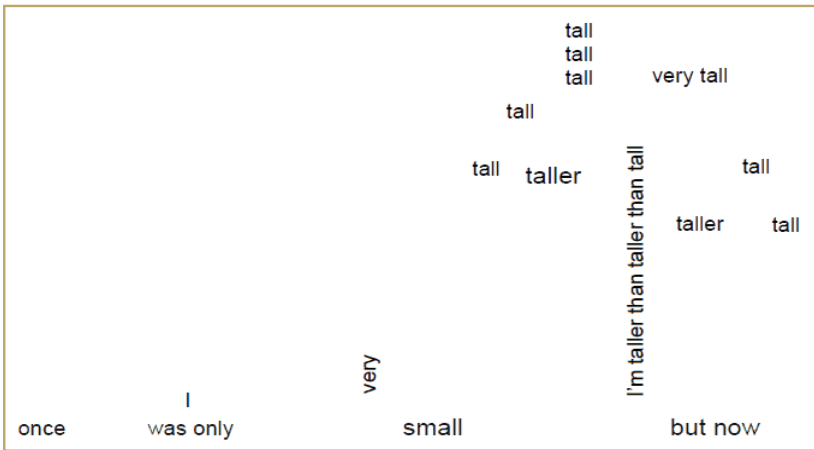 tall
tall
tall
very tall
tall
tall
taller
tall
taller
tall
I'm taller than taller than tall
very
I
once
was only
small
but now